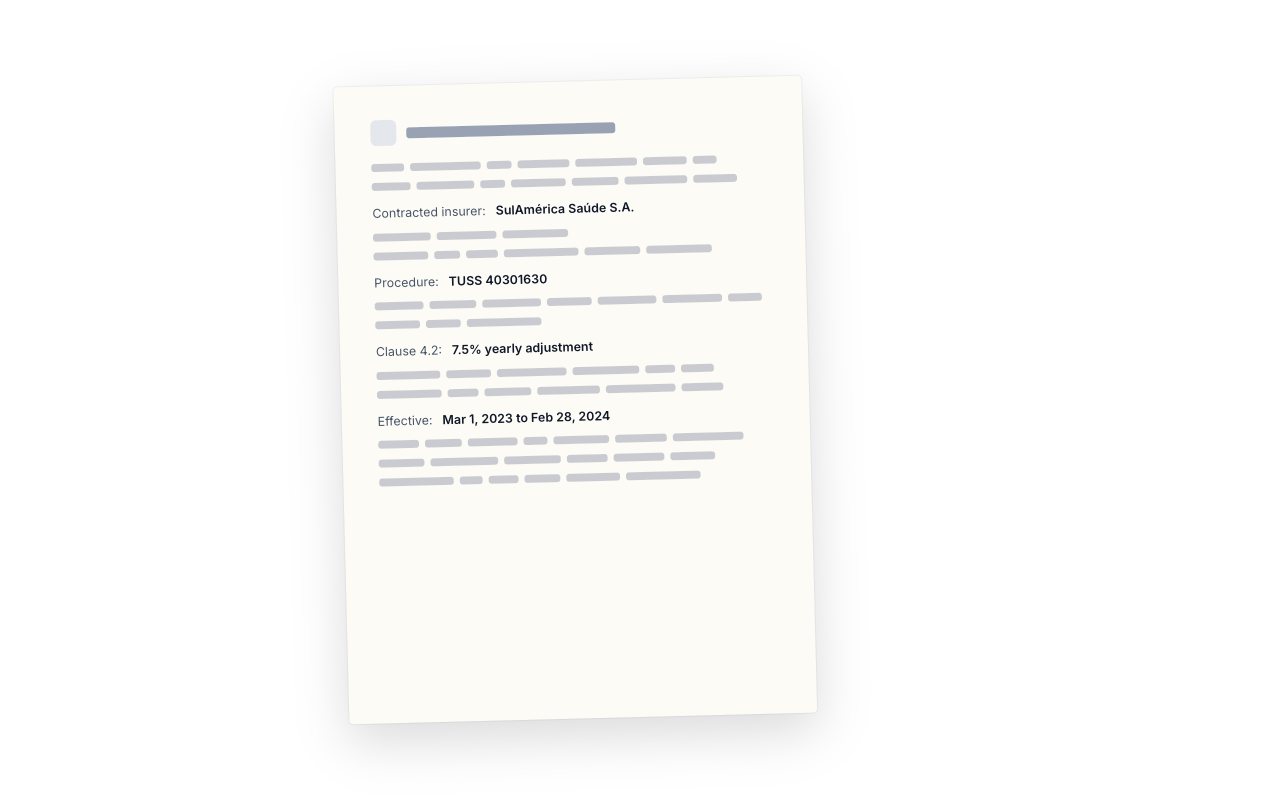 Contracted insurer: SulAmérica Saúde S.A.
Procedure: TUSS 40301630
Clause 4.2: 7.5% yearly adjustment
Effective: Mar 1, 2023 to Feb 28, 2024